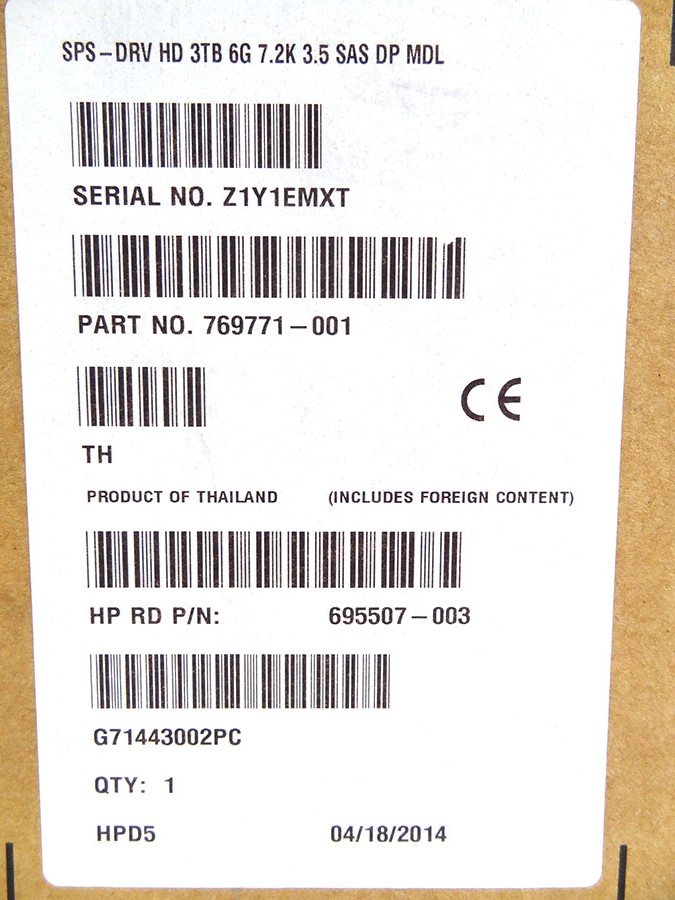 SPS-DRV HD 3TB 6G 7.2K 3.5 SAS DP MDL
SERIAL NO. Z1Y1EMXT
PART NO. 769771-001
CE
TH
PRODUCT OF THAILAND (INCLUDES FOREIGN CONTENT)
HP RD P/N: 695507-003
G71443002PC
QTY: 1
HPD5 04/18/2014